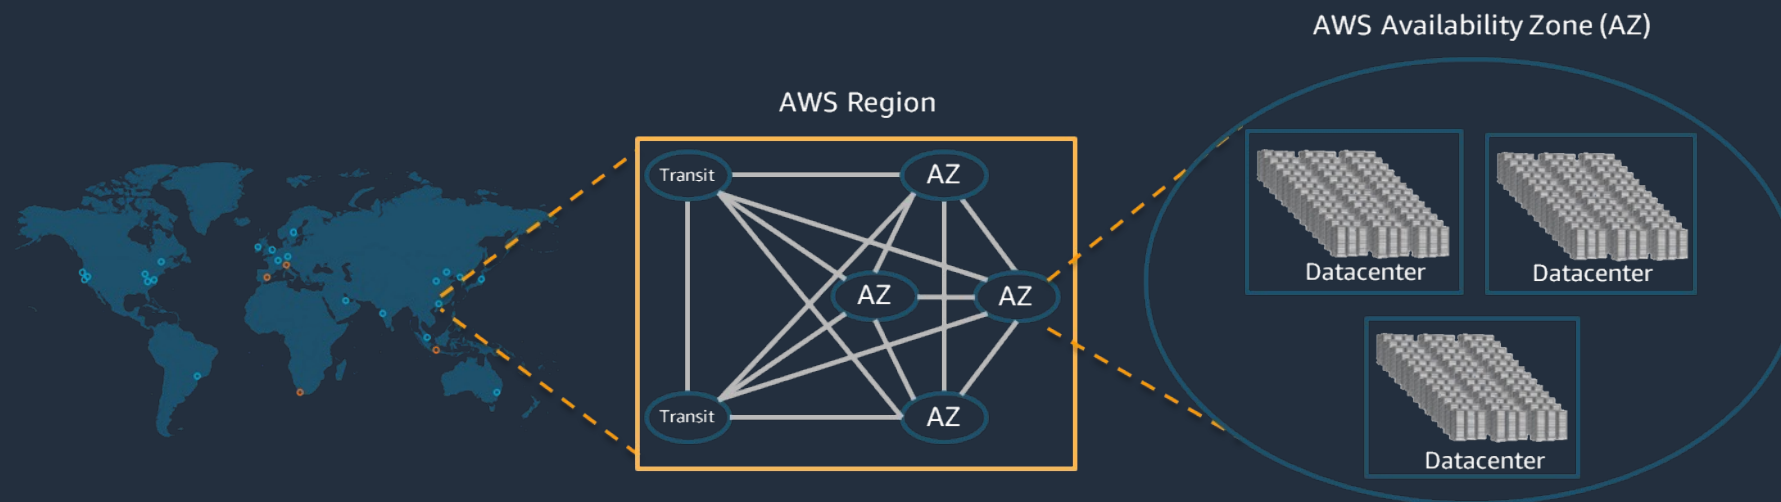 AWS Region
Transit
AZ
AZ
AZ
Transit
AZ
AWS Availability Zone (AZ)
Datacenter
Datacenter
Datacenter